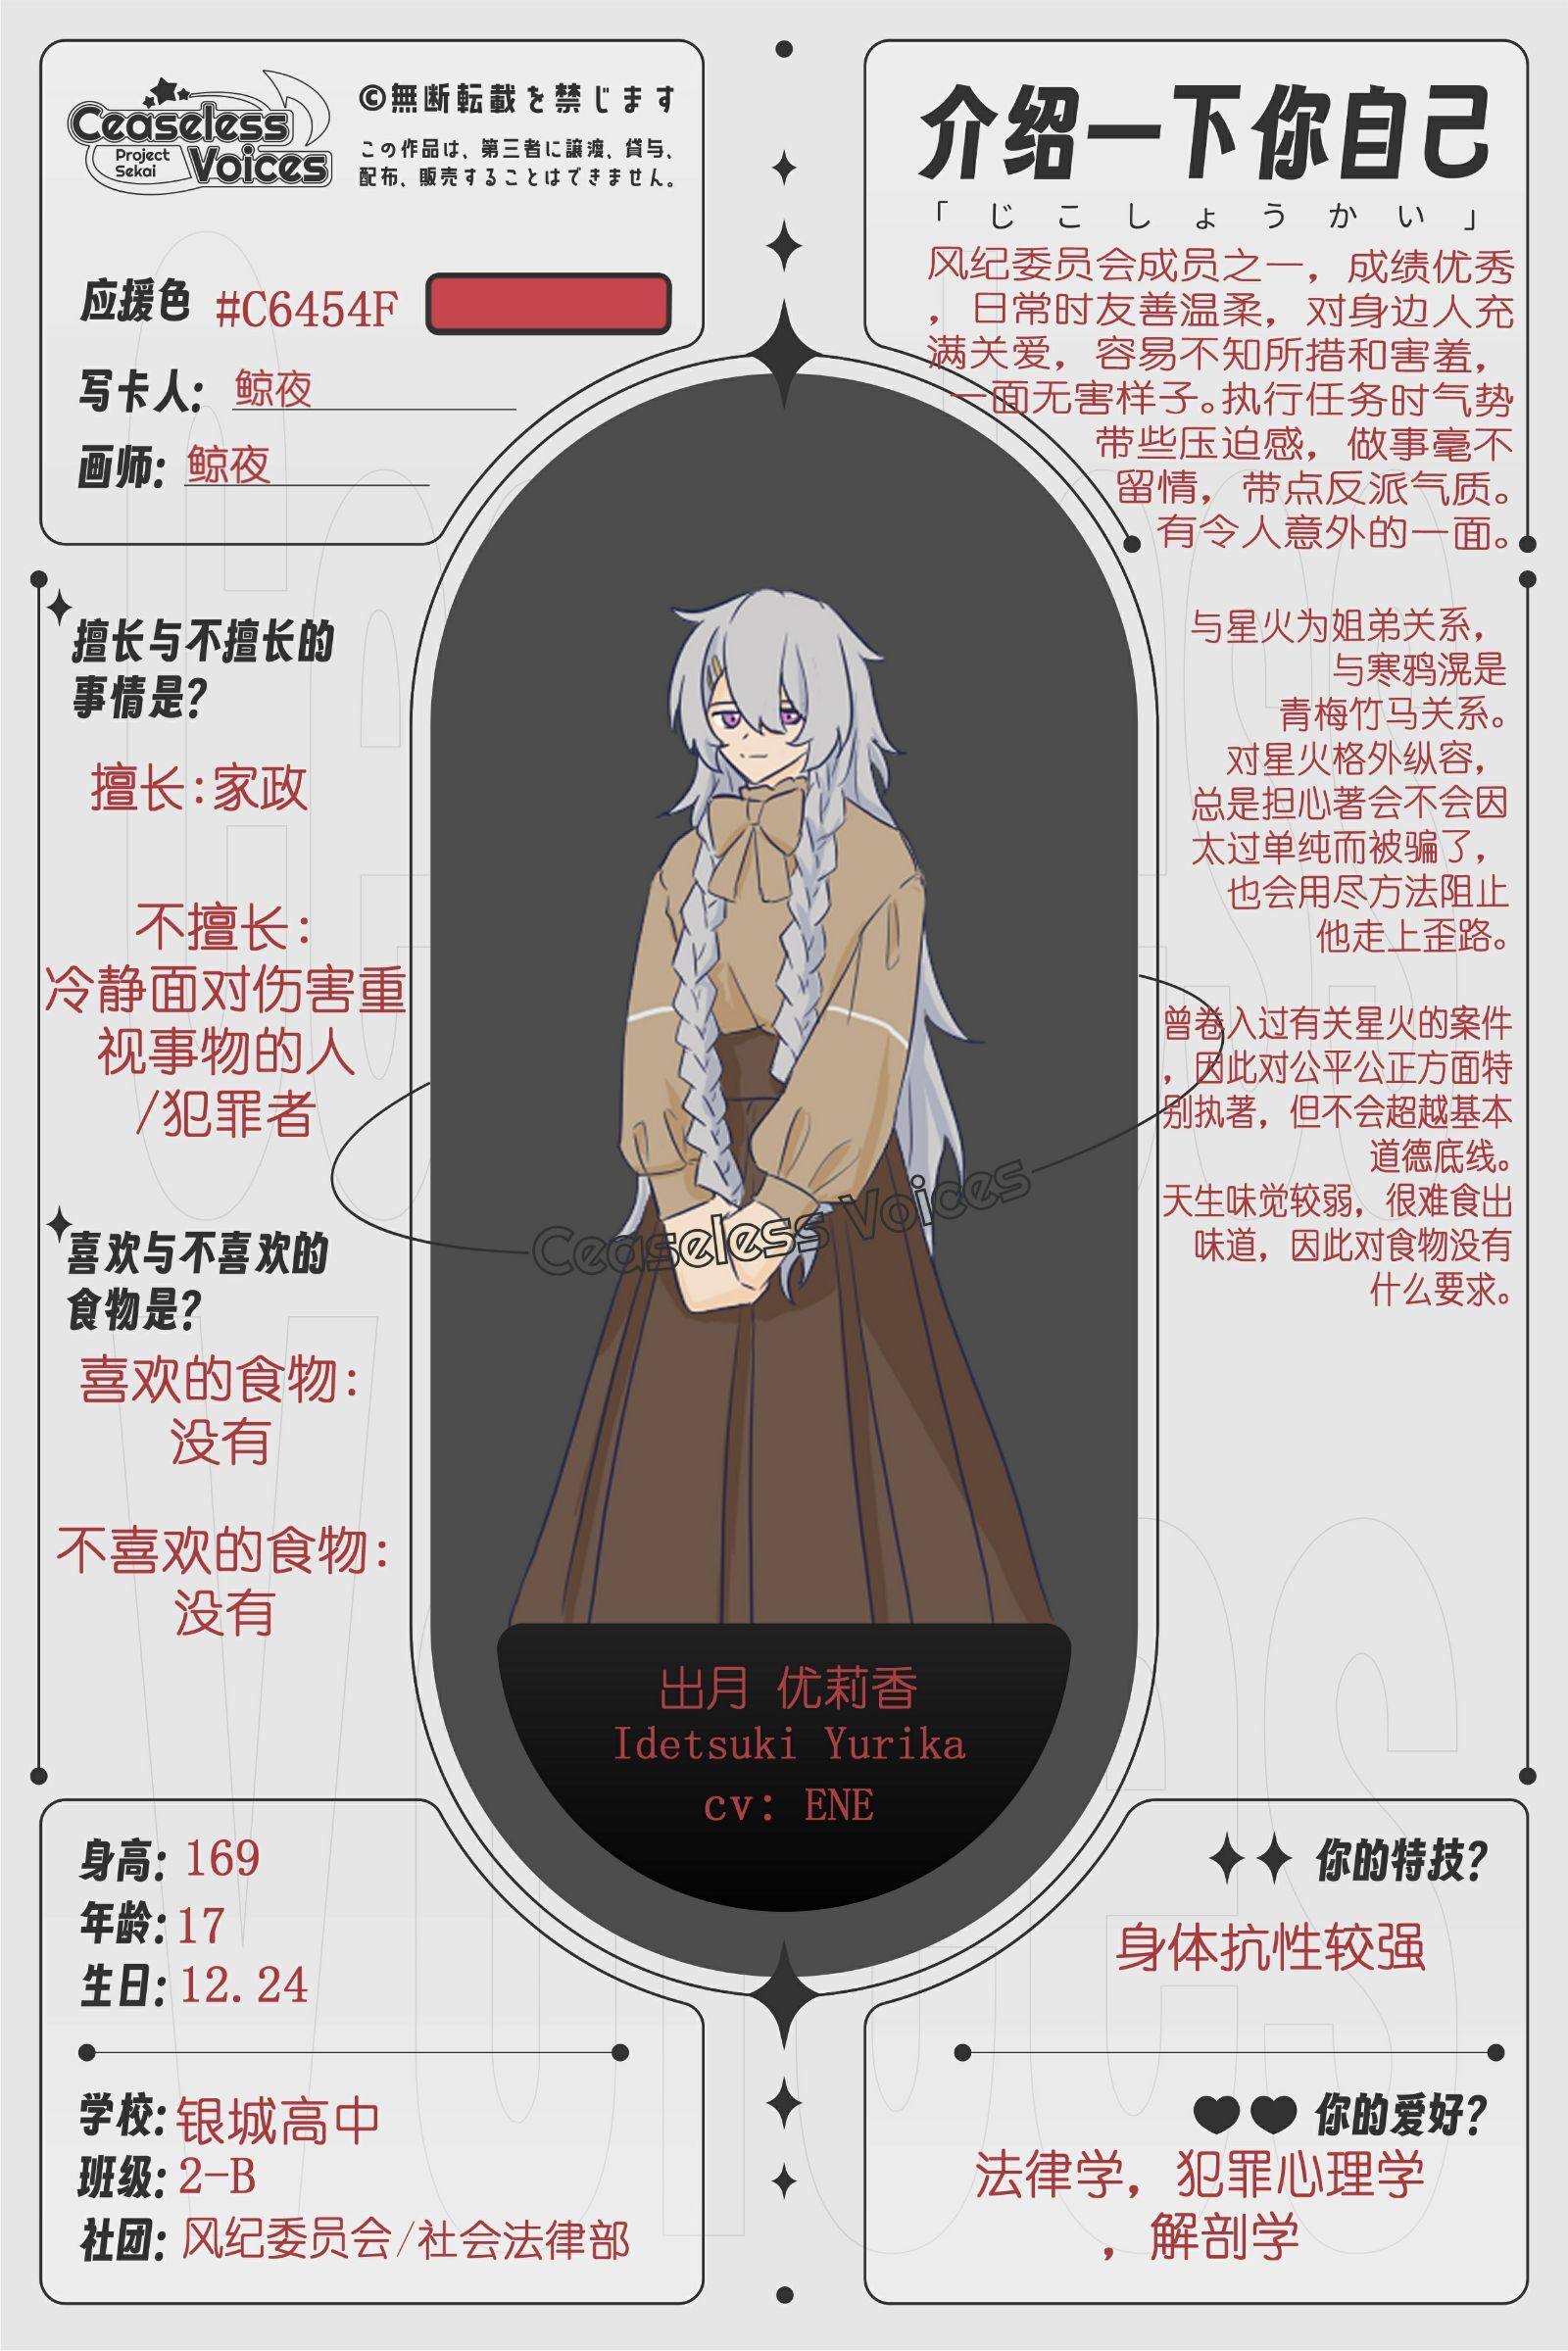 Ceaseless
Project
Sekai
Voices
©無断転載を禁じます
この作品は、第三者に譲渡、貸与、
配布、販売することはできません。
应援色 #C6454F
写卡人: 鲸夜
画师: 鲸夜
介绍一下你自己
「じこしょうかい」
风纪委员会成员之一，成绩优秀
，日常时友善温柔，对身边人充
满关爱，容易不知所措和害羞，
一面无害样子。执行任务时气势
带些压迫感，做事毫不
留情，带点反派气质。
有令人意外的一面。
与星火为姐弟关系，
与寒鸦滉是
青梅竹马关系。
对星火格外纵容，
总是担心著会不会因
太过单纯而被骗了，
也会用尽方法阻止
他走上歪路。
曾卷入过有关星火的案件
，因此对公平公正方面特
别执著，但不会超越基本
道德底线。
天生味觉较弱，很难食出
味道，因此对食物没有
什么要求。
擅长与不擅长的
事情是？
擅长：家政
不擅长：
冷静面对伤害重
视事物的人
/犯罪者
喜欢与不喜欢的
食物是？
喜欢的食物：
没有
不喜欢的食物：
没有
Ceaseless Voices
出月 优莉香
Idetsuki Yurika
cv: ENE
身高: 169
年龄: 17
生日: 12.24
学校: 银城高中
班级: 2-B
社团: 风纪委员会/社会法律部
你的特技？
身体抗性较强
你的爱好？
法律学，犯罪心理学
，解剖学